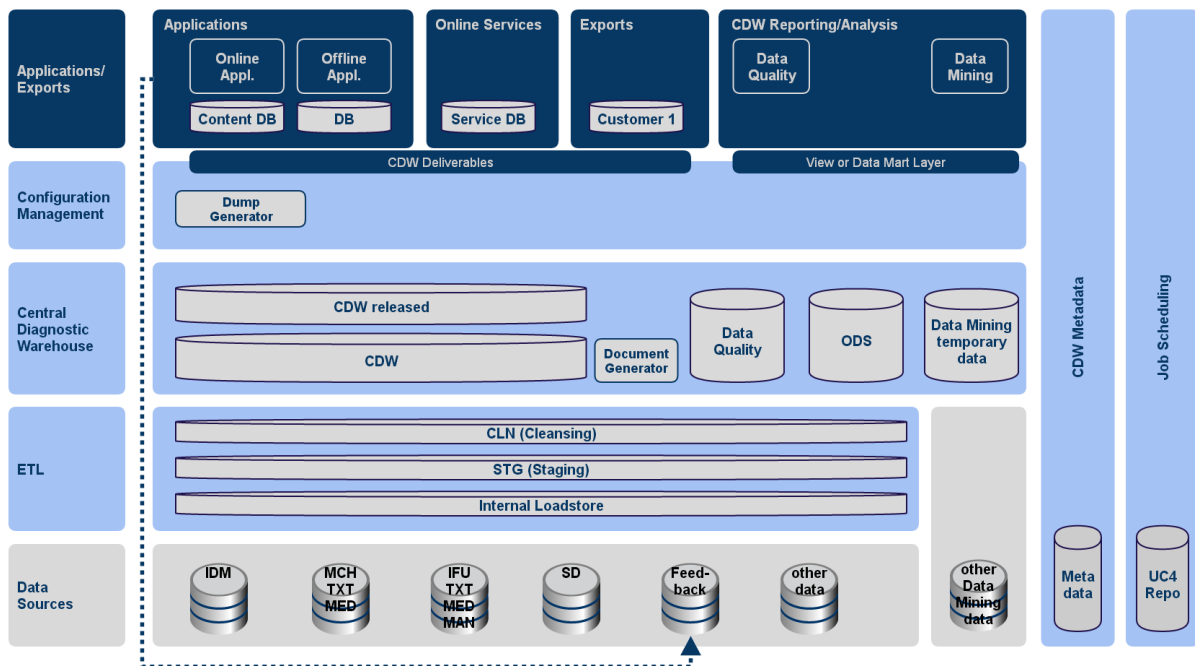 Applications/
Exports
Applications
Online
Appl.
Offline
Appl.
Content DB
DB
Online Services
Service DB
Exports
Customer 1
CDW Reporting/Analysis
Data
Quality
Data
Mining
CDW Deliverables
View or Data Mart Layer
Configuration
Management
Dump
Generator
Central
Diagnostic
Warehouse
CDW released
CDW
Document
Generator
Data
Quality
ODS
Data Mining
temporary
data
ETL
CLN (Cleansing)
STG (Staging)
Internal Loadstore
Data
Sources
IDM
MCH
TXT
MED
IFU
TXT
MED
MAN
SD
Feed-
back
other
data
other
Data
Mining
data
CDW Metadata
Meta
data
Job Scheduling
UC4
Repo